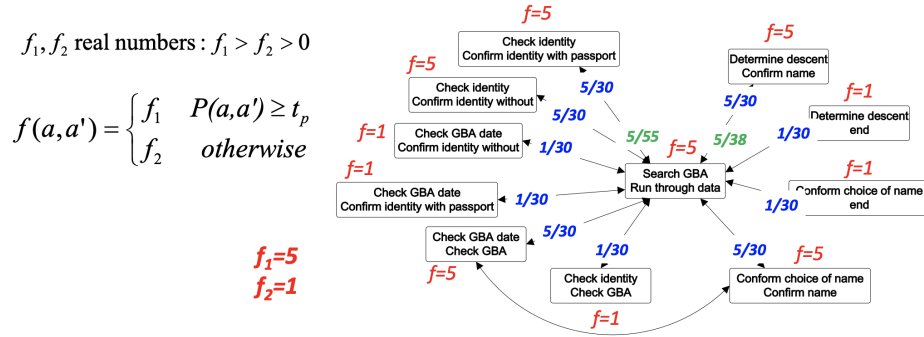 f₁, f₂ real numbers : f₁ > f₂ > 0
f(a,a') = { f₁ P(a,a') ≥ tₚ
f₂ otherwise
f₁=5
f₂=1
f=5
Check identity
Confirm identity with passport
f=5
Check identity
Confirm identity without
f=1
Check GBA date
Confirm identity without
f=1
Check GBA date
Confirm identity with passport
Check GBA date
Check GBA
f=5
5/30
5/30
1/30
1/30
5/30
1/30
5/55
f=5
5/38
Search GBA
Run through data
f=5
Determine descent
Confirm name
5/30
f=1
Determine descent
end
1/30
f=1
Conform choice of name
end
1/30
5/30
f=5
Conform choice of name
Confirm name
Check identity
Check GBA
f=1